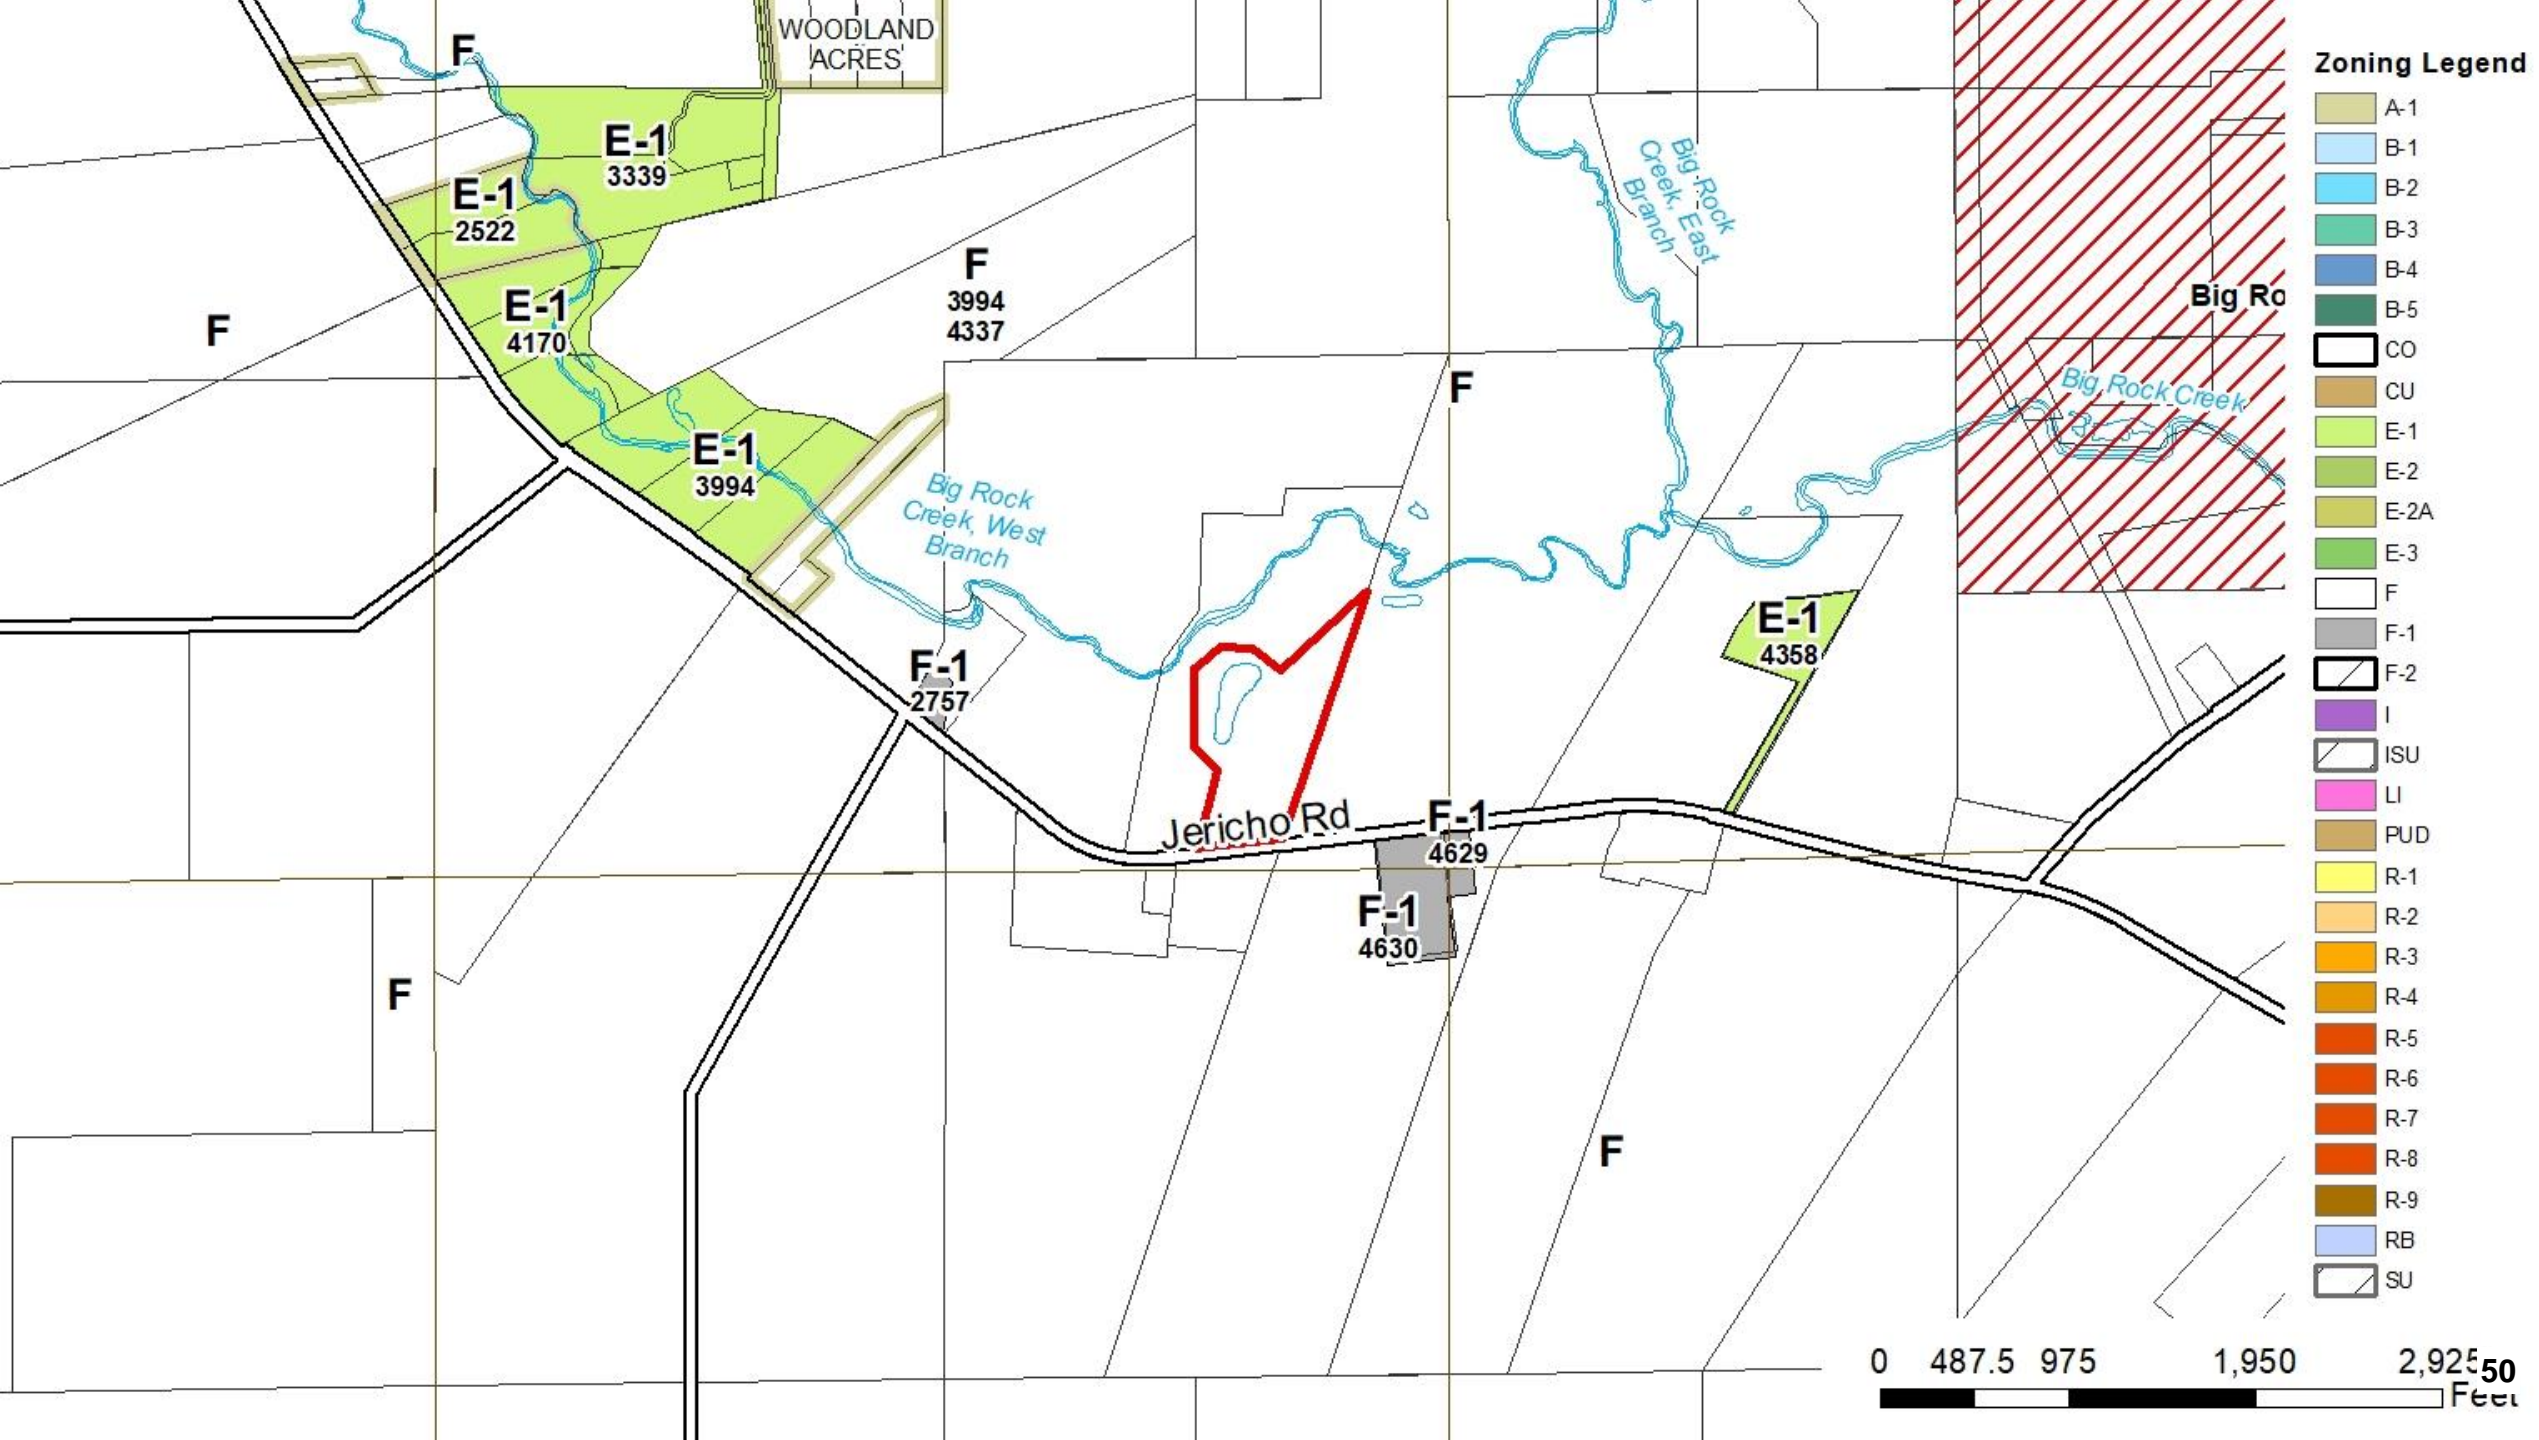 WOODLAND
ACRES
F
E-1
3339
E-1
2522
E-1
4170
F
F
3994
4337
E-1
3994
Big Rock
Creek, West
Branch
Big Rock
Creek, East
Branch
F
Big Ro
Big Rock Creek
E-1
4358
F-1
2757
Jericho Rd
F-1
4629
F-1
4630
F
F
Zoning Legend
A-1
B-1
B-2
B-3
B-4
B-5
CO
CU
E-1
E-2
E-2A
E-3
F
F-1
F-2
I
ISU
LI
PUD
R-1
R-2
R-3
R-4
R-5
R-6
R-7
R-8
R-9
RB
SU
0 487.5 975 1,950 2,925
Feet
50